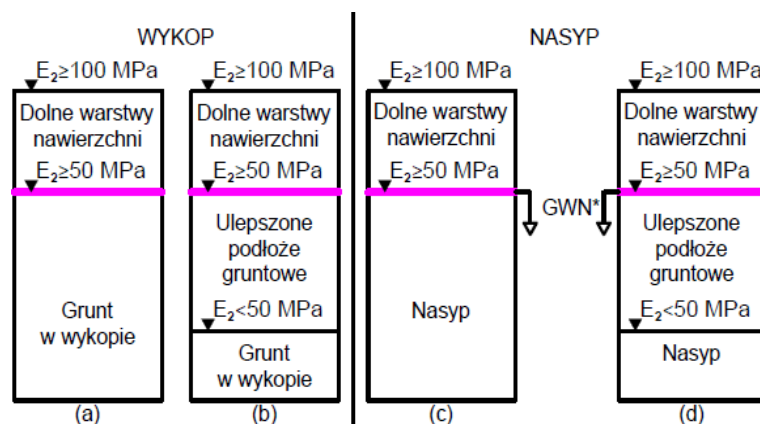 WYKOP
NASYP
E₂≥100 MPa
E₂≥100 MPa
E₂≥100 MPa
E₂≥100 MPa
Dolne warstwy
nawierzchni
Dolne warstwy
nawierzchni
Dolne warstwy
nawierzchni
Dolne warstwy
nawierzchni
E₂≥50 MPa
E₂≥50 MPa
E₂≥50 MPa
E₂≥50 MPa
GWN*
Ulepszone
podłoże
gruntowe
Ulepszone
podłoże
gruntowe
Grunt
w wykopie
Nasyp
E₂<50 MPa
E₂<50 MPa
Grunt
w wykopie
Nasyp
(a)
(b)
(c)
(d)